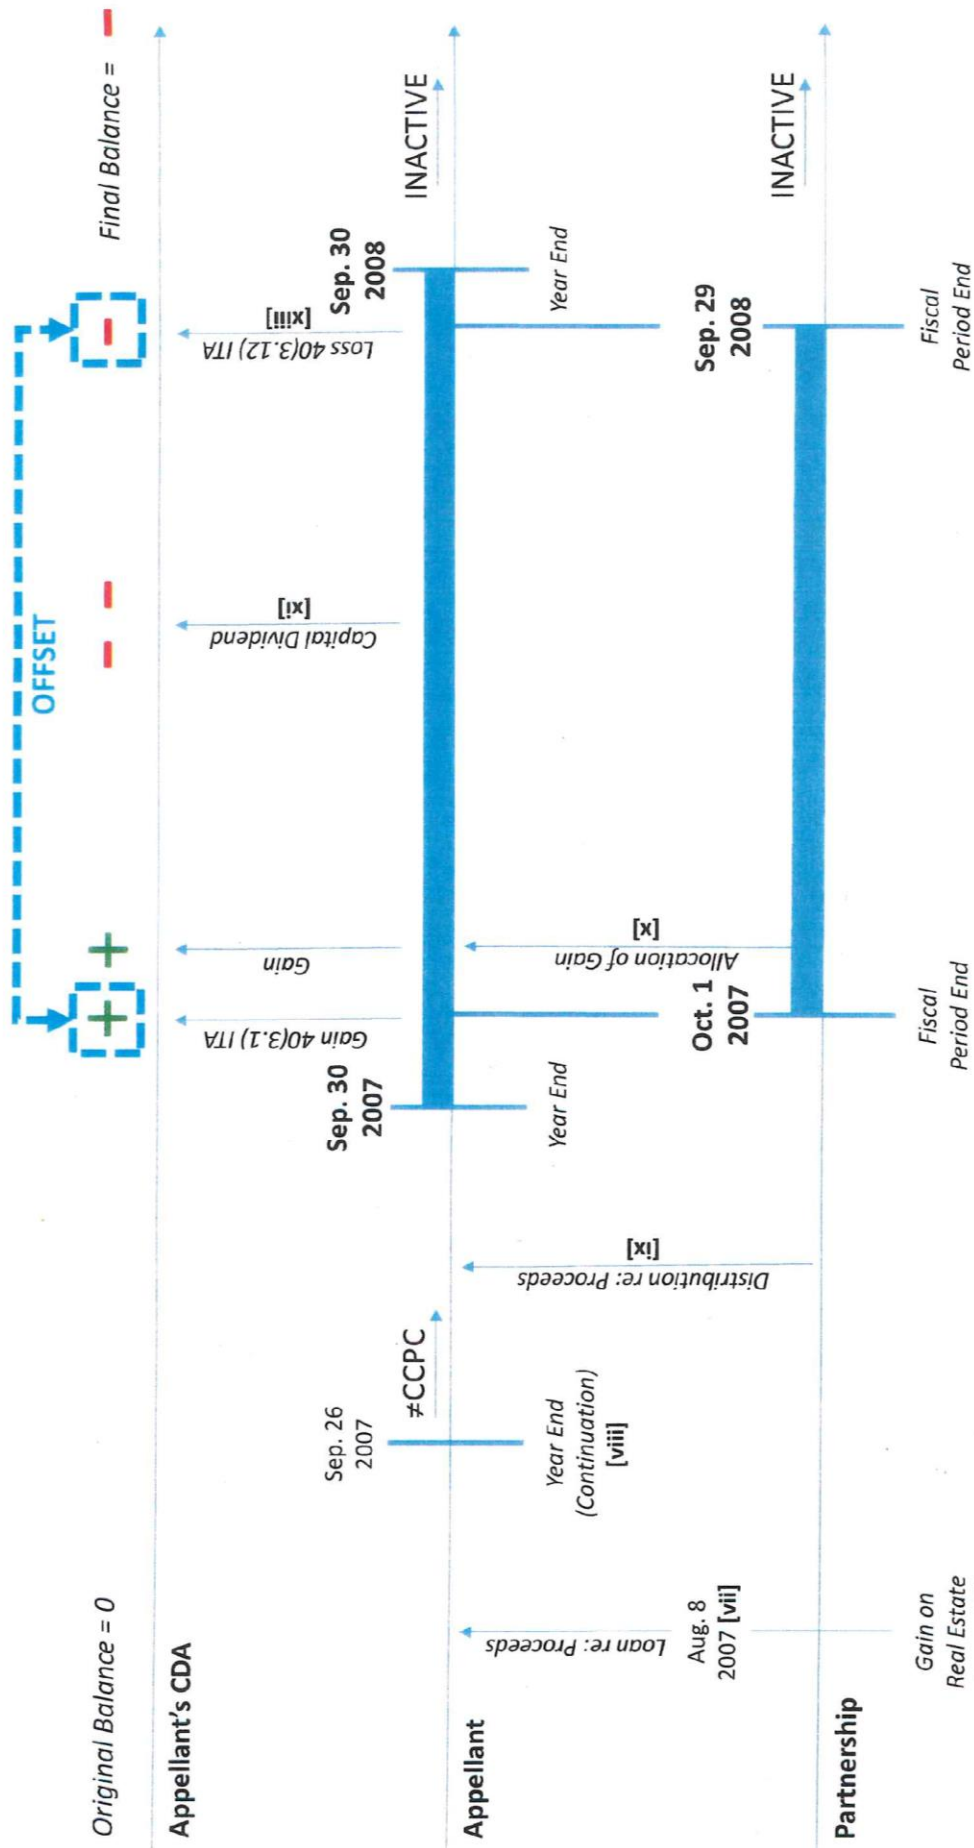 OFFSET
Original Balance = 0
Final Balance = -
+
+
-
-
-
Appellant's CDA
Gain 40(3.1) ITA
Gain
Capital Dividend
[xi]
Loss 40(3.12) ITA
[xiii]
Sep. 26
2007
≠CCPC
Sep. 30
2007
Sep. 30
2008
INACTIVE
Appellant
Year End
(Continuation)
[viii]
Year End
Year End
Loan re: Proceeds
Distribution re: Proceeds
[ix]
Allocation of Gain
[x]
Aug. 8
2007 [vii]
Oct. 1
2007
Sep. 29
2008
INACTIVE
Partnership
Gain on
Real Estate
Fiscal
Period End
Fiscal
Period End